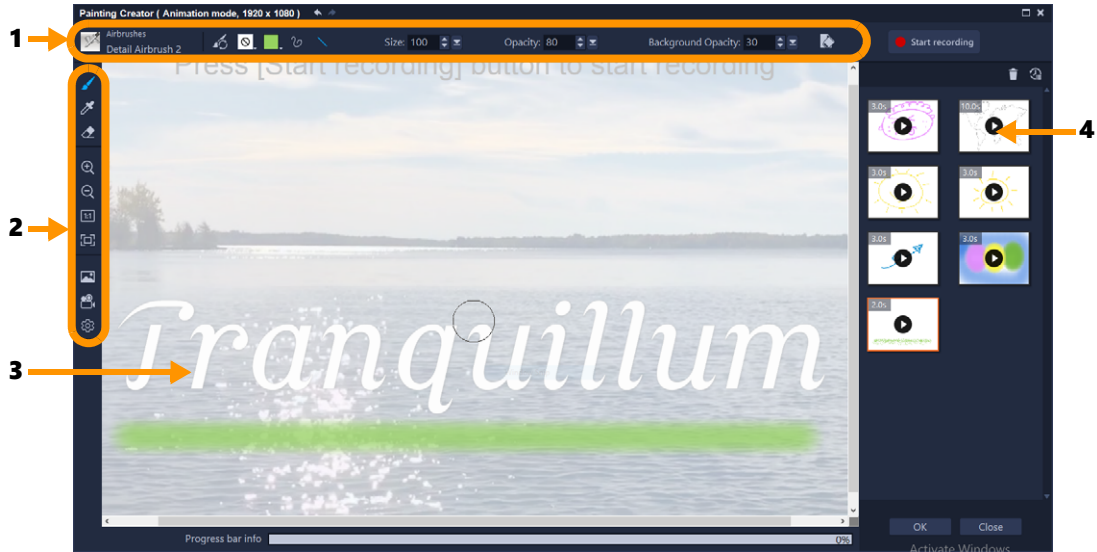 Painting Creator ( Animation mode, 1920 x 1080 )
1
Airbrushes
Detail Airbrush 2
Size: 100
Opacity: 80
Background Opacity: 30
Start recording
Press [Start recording] button to start recording
3.0s
10.0s
4
3.0s
3.0s
1:1
2
3.0s
3.0s
2.0s
Tranquillum
3
OK
Close
Progress bar info
0%
Activate Windows